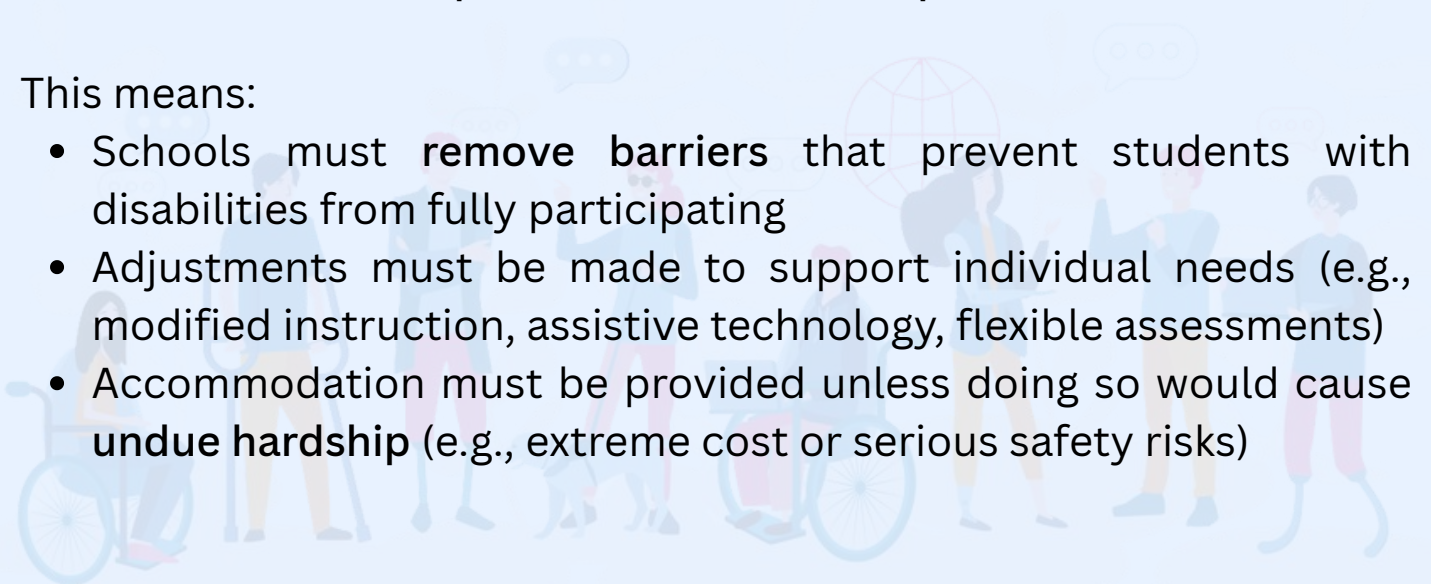 This means:
• Schools must remove barriers that prevent students with
disabilities from fully participating
• Adjustments must be made to support individual needs (e.g.,
modified instruction, assistive technology, flexible assessments)
• Accommodation must be provided unless doing so would cause
undue hardship (e.g., extreme cost or serious safety risks)